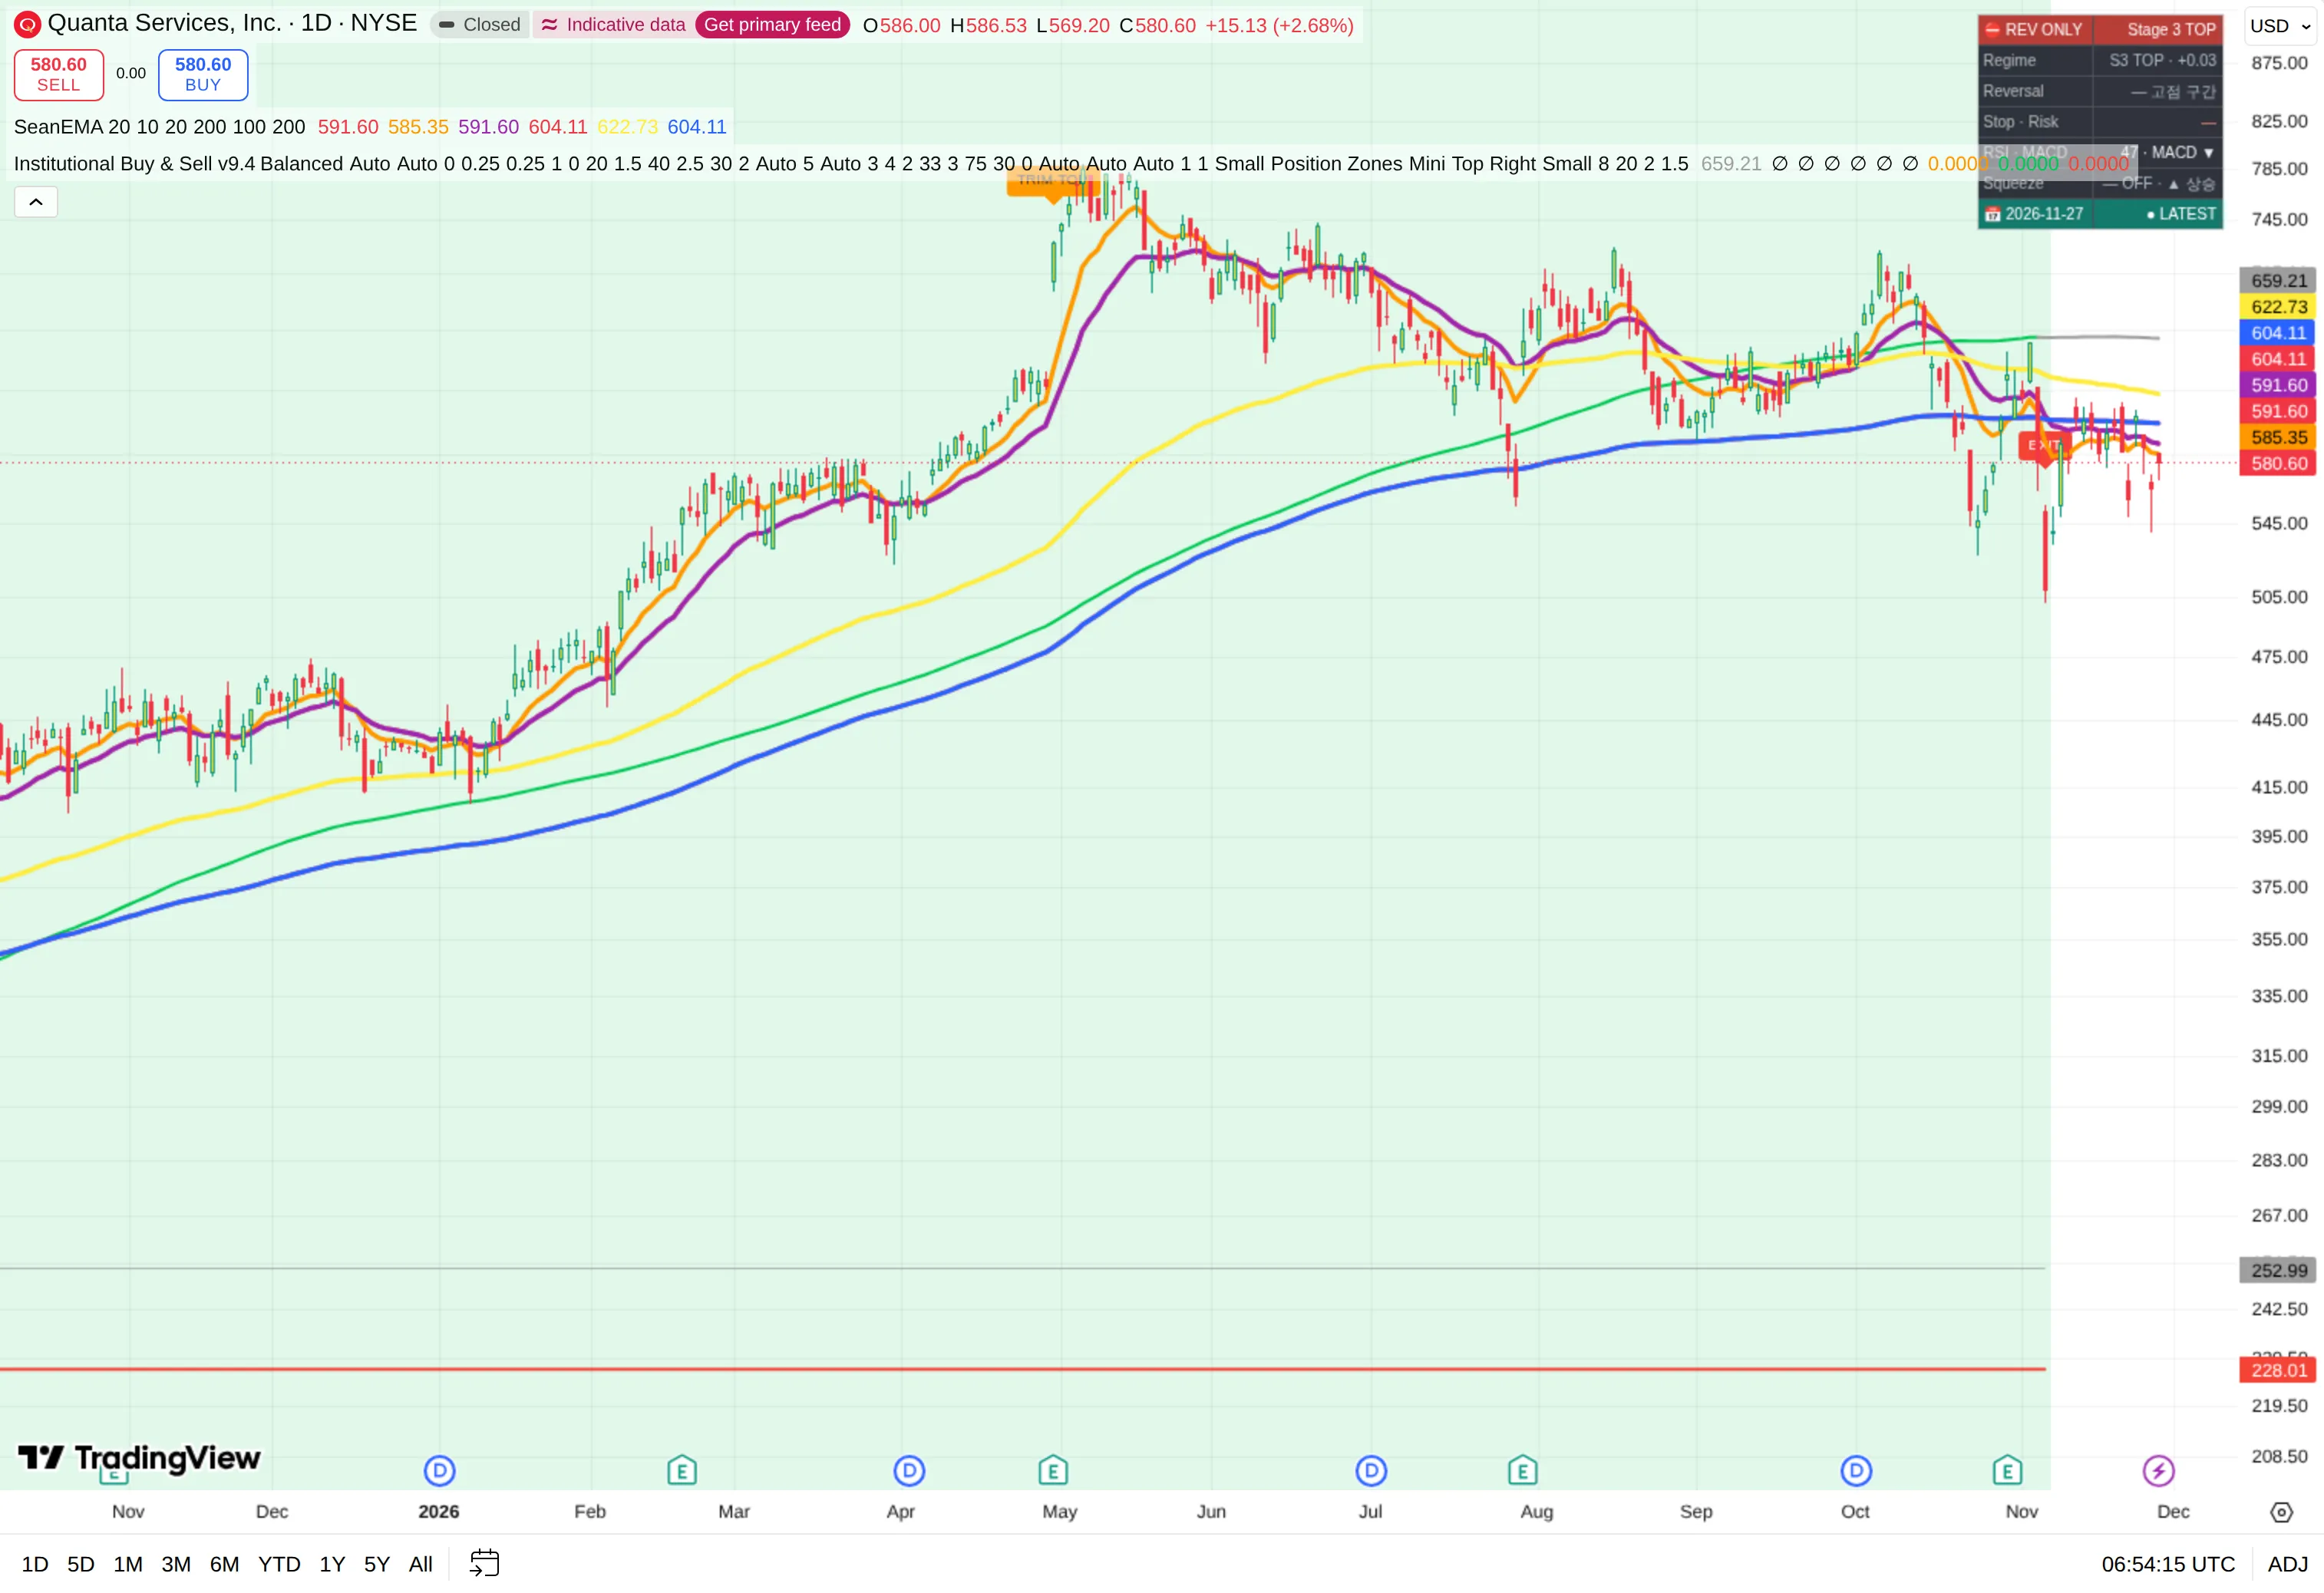 Quanta Services, Inc. · 1D · NYSE Closed Indicative data Get primary feed O586.00 H586.53 L569.20 C580.60 +15.13 (+2.68%)
580.60 SELL 0.00 580.60 BUY
SeanEMA 20 10 20 200 100 200 591.60 585.35 591.60 604.11 622.73 604.11
Institutional Buy & Sell v9.4 Balanced Auto Auto 0 0.25 0.25 1 0 20 1.5 40 2.5 30 2 Auto 5 Auto 3 4 2 33 3 75 30 0 Auto Auto Auto 1 1 Small Position Zones Mini Top Right Small 8 20 2 1.5 659.21 ∅ ∅ ∅ ∅ ∅ ∅ 0.0000 0.0000 0.0000
⛔ REV ONLY Stage 3 TOP
Regime S3 TOP · +0.03
Reversal — 고점 구간
Stop · Risk —
RSI · MACD 47 · MACD ▼
Squeeze — OFF · ▲ 상승
📅 2026-11-27 ● LATEST
EXIT
USD
875.00
825.00
785.00
745.00
659.21
622.73
604.11
604.11
591.60
591.60
585.35
580.60
545.00
505.00
475.00
445.00
415.00
395.00
375.00
355.00
335.00
315.00
299.00
283.00
267.00
252.99
242.50
228.01
219.50
208.50
TradingView
E D E D E D E D E
Nov Dec 2026 Feb Mar Apr May Jun Jul Aug Sep Oct Nov Dec
1D 5D 1M 3M 6M YTD 1Y 5Y All 06:54:15 UTC ADJ